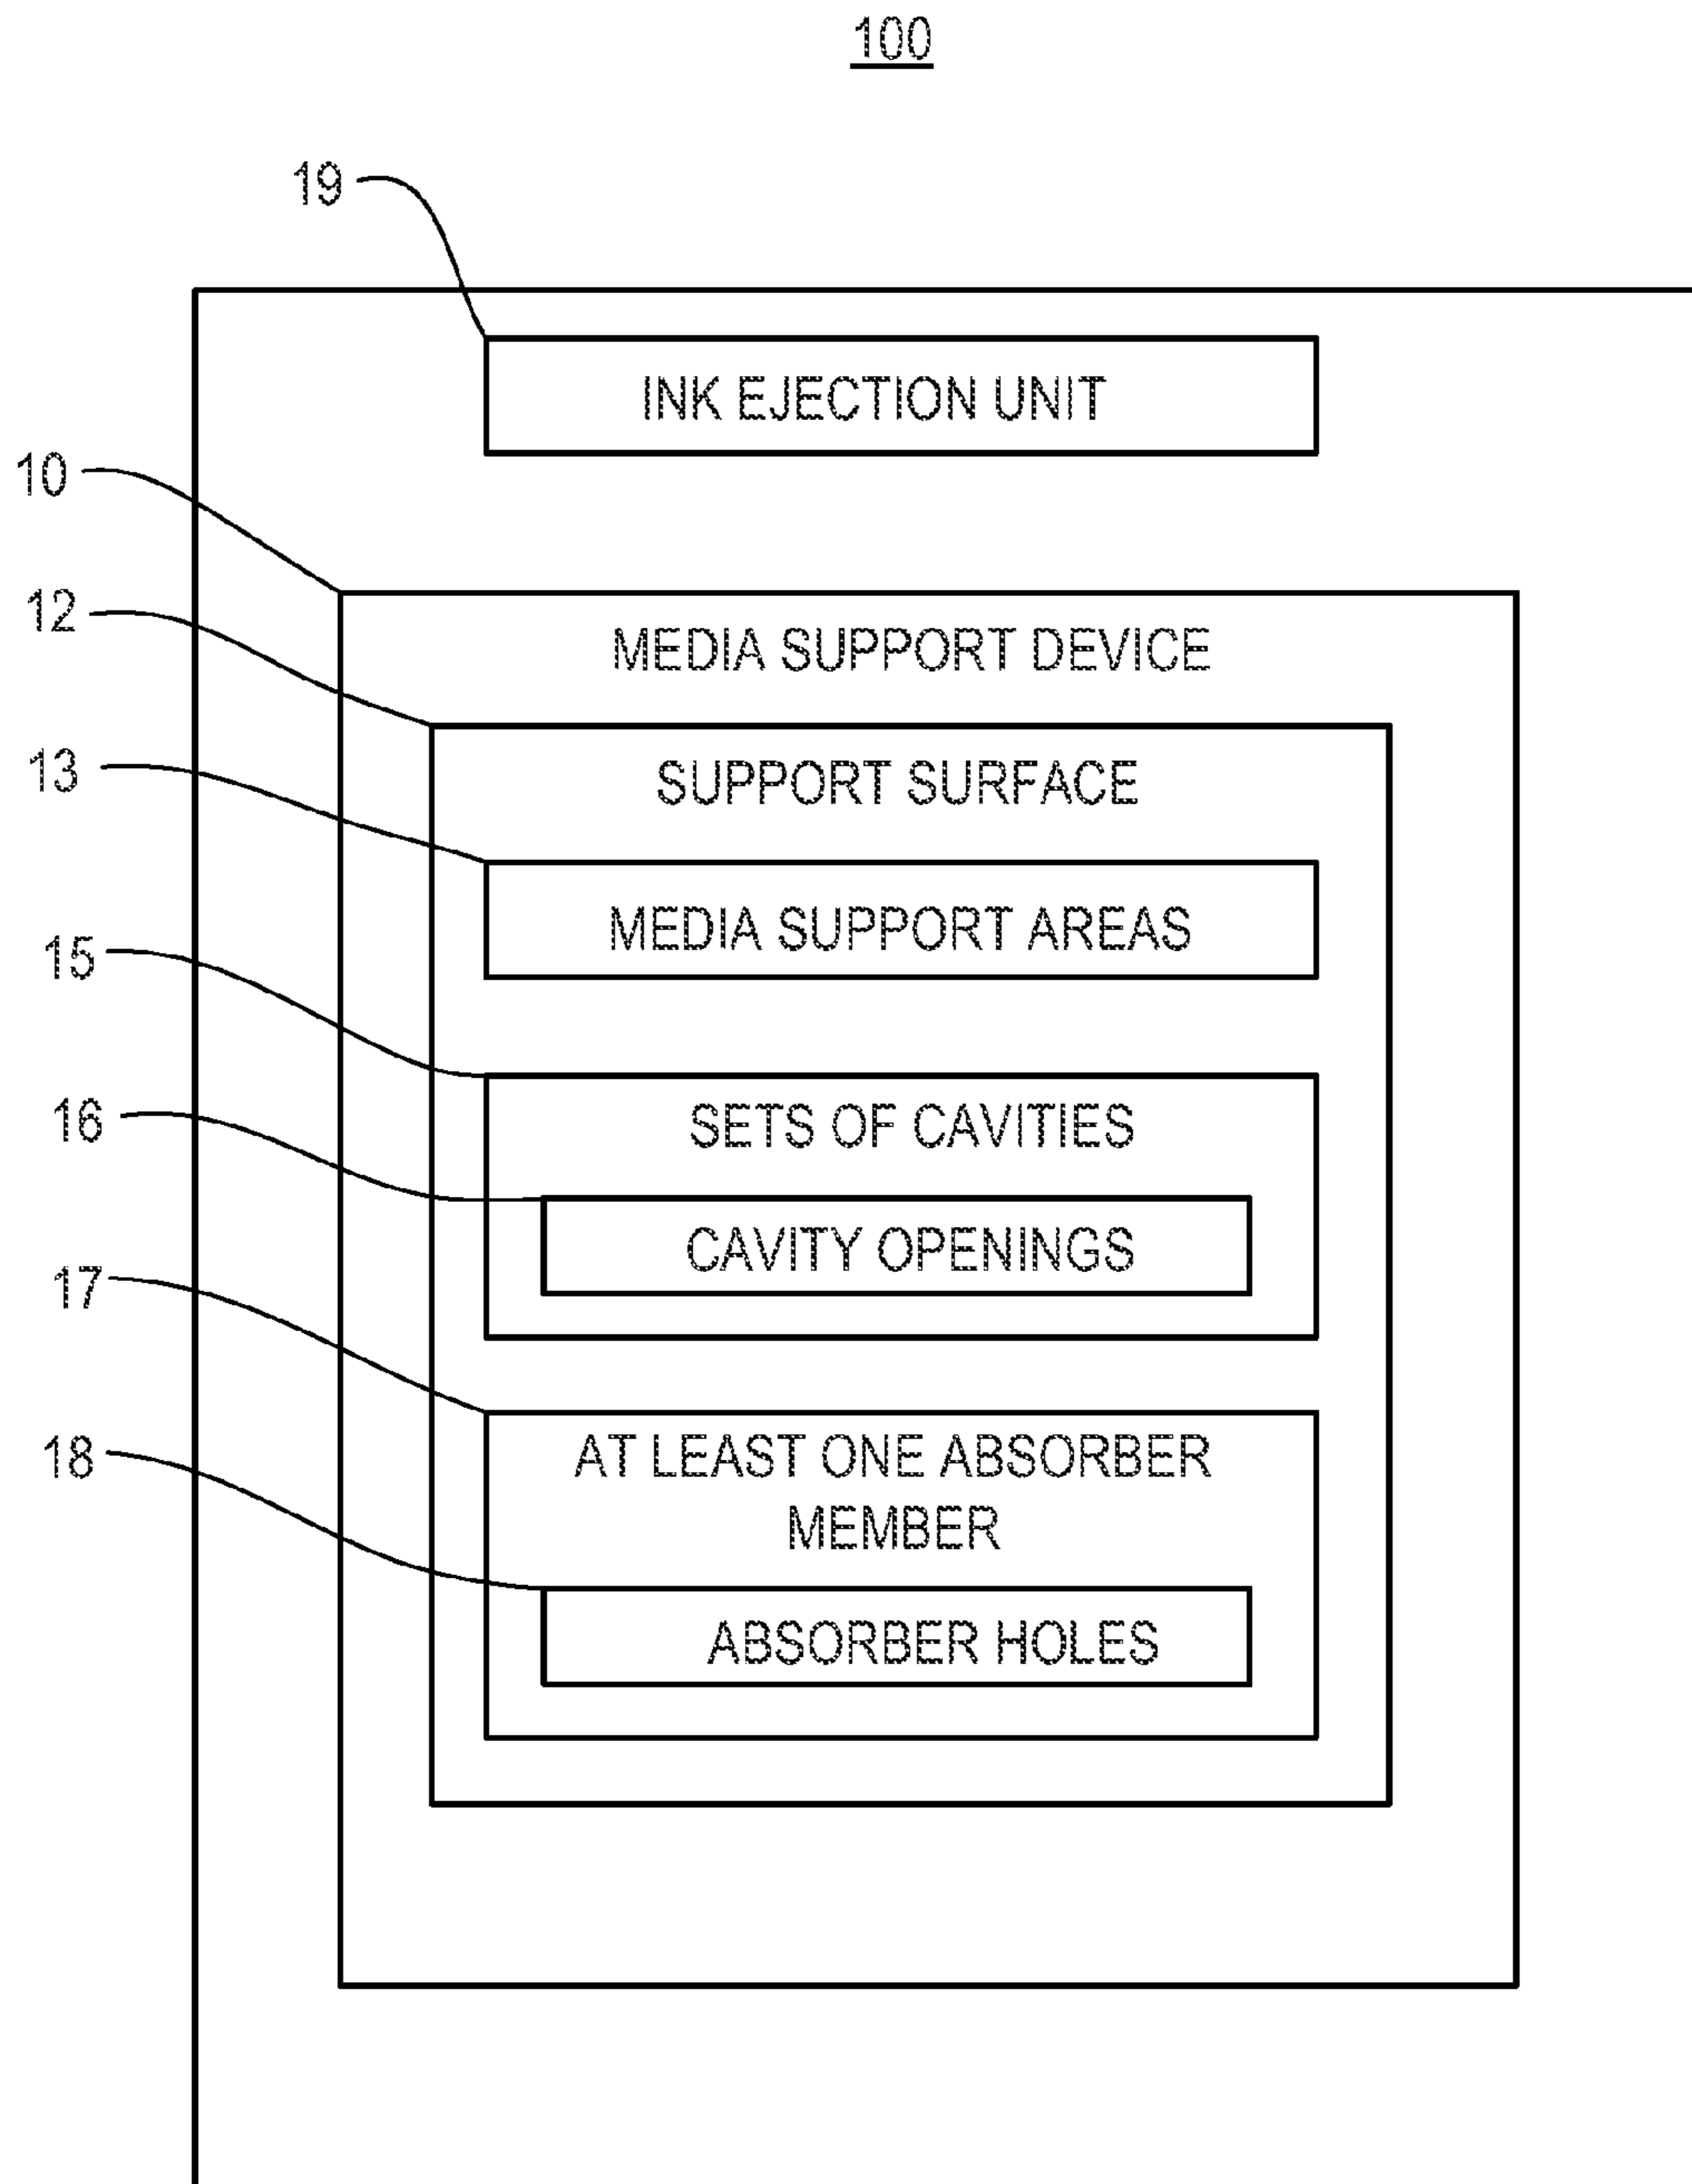 100
19
INK EJECTION UNIT
10
MEDIA SUPPORT DEVICE
12
SUPPORT SURFACE
13
MEDIA SUPPORT AREAS
15
SETS OF CAVITIES
16
CAVITY OPENINGS
17
AT LEAST ONE ABSORBER
MEMBER
18
ABSORBER HOLES